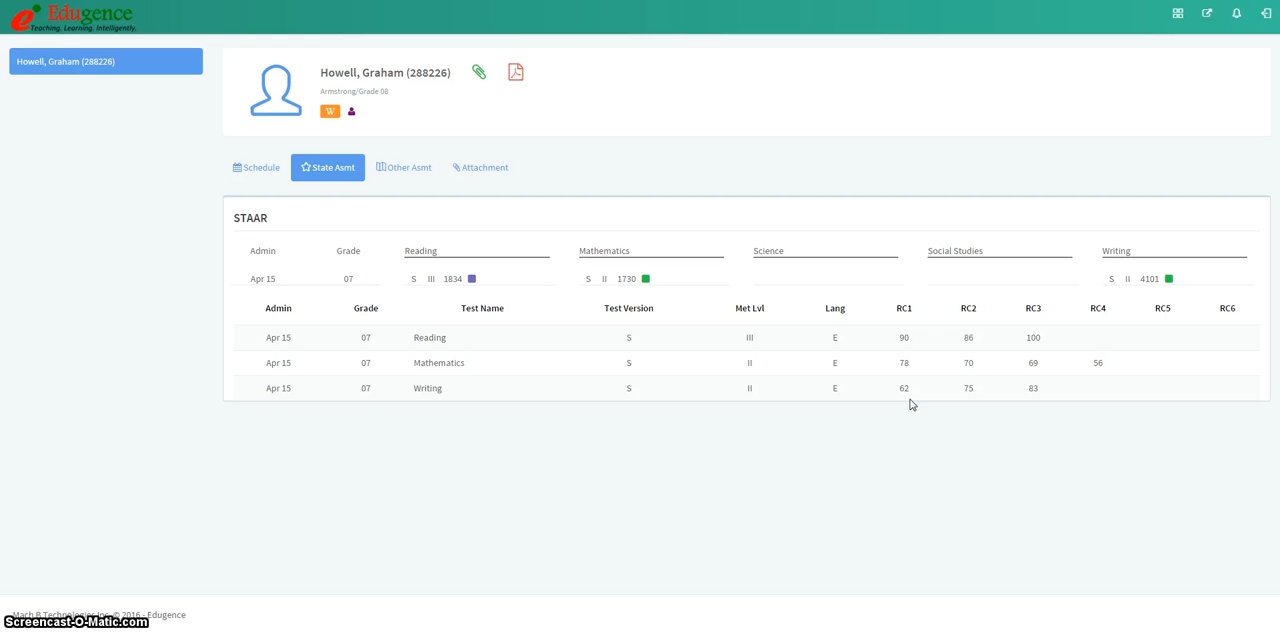 Edugence
Teaching. Learning. Intelligently.
Howell, Graham (288226)
Howell, Graham (288226)
Armstrong/Grade 08
W
Schedule State Asmt Other Asmt Attachment
STAAR
Admin Grade Reading Mathematics Science Social Studies Writing
Apr 15 07 S III 1834 S II 1730 S II 4101
Admin Grade Test Name Test Version Met Lvl Lang RC1 RC2 RC3 RC4 RC5 RC6
Apr 15 07 Reading S III E 90 86 100
Apr 15 07 Mathematics S II E 78 70 69 56
Apr 15 07 Writing S II E 62 75 83
Mach B Technologies Inc. © 2016 - Edugence
Screencast-O-Matic.com